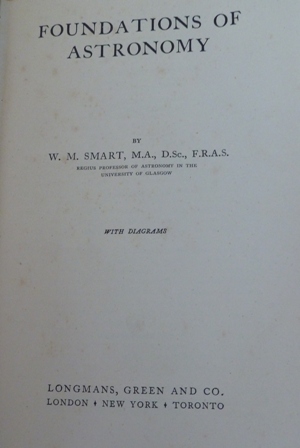 FOUNDATIONS OF
ASTRONOMY
BY
W. M. SMART, M.A., D.Sc., F.R.A.S.
REGIUS PROFESSOR OF ASTRONOMY IN THE
UNIVERSITY OF GLASGOW
WITH DIAGRAMS
LONGMANS, GREEN AND CO.
LONDON ♦ NEW YORK ♦ TORONTO